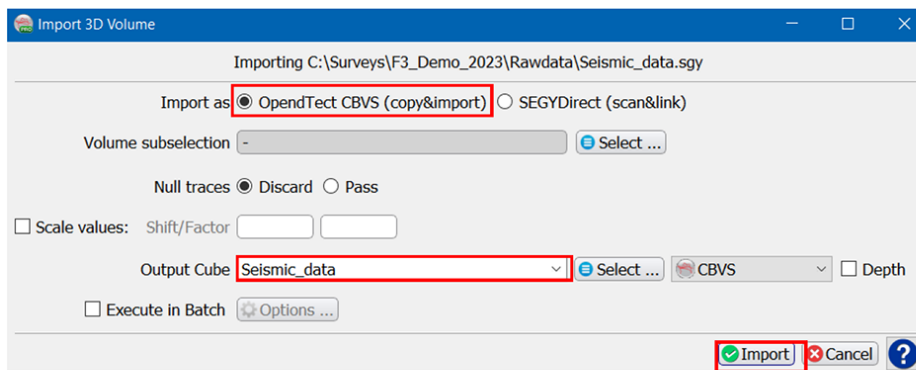 Import 3D Volume
Importing C:\Surveys\F3_Demo_2023\Rawdata\Seismic_data.sgy
Import as OpendTect CBVS (copy&import) SEGYDirect (scan&link)
Volume subselection - Select ...
Null traces Discard Pass
Scale values: Shift/Factor
Output Cube Seismic_data Select ... CBVS Depth
Execute in Batch Options ...
Import Cancel ?